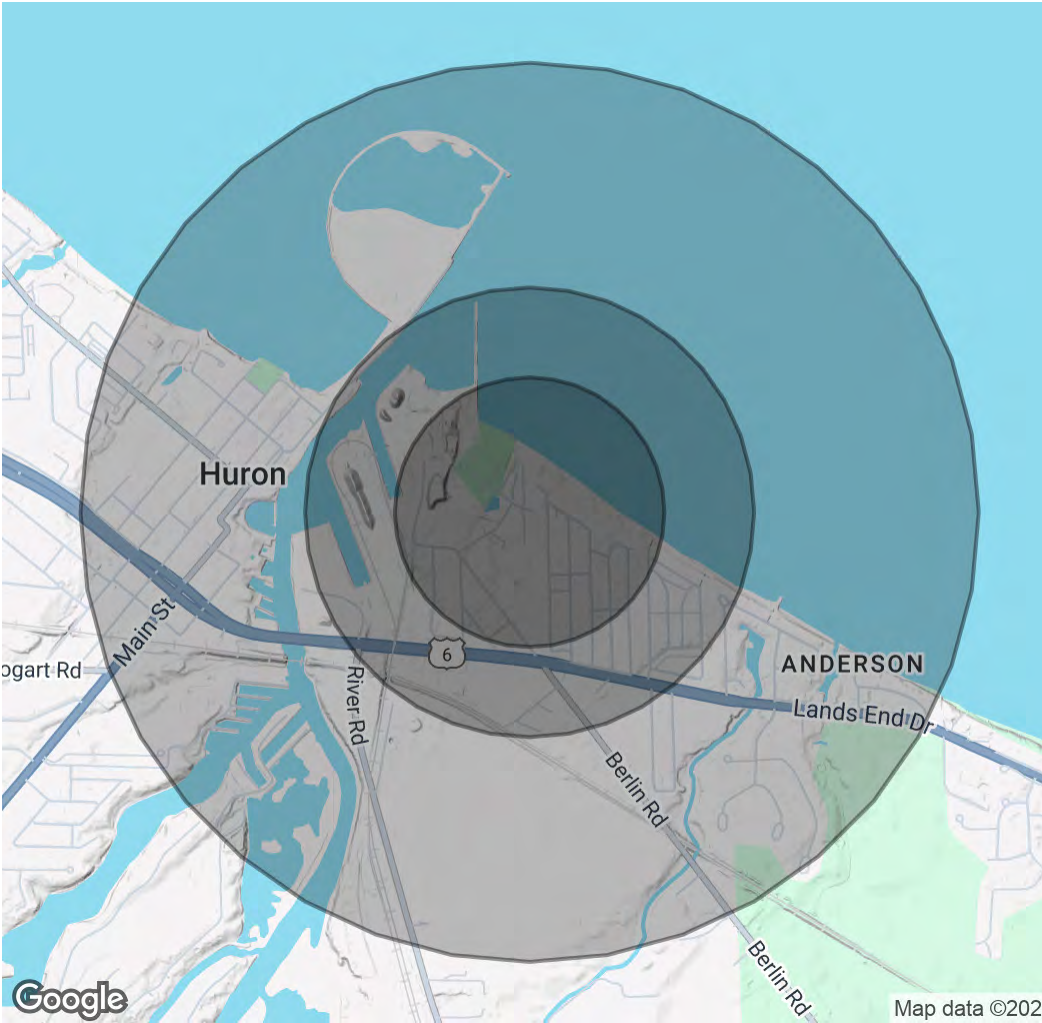 Huron
6
ANDERSON
Main St
ogart Rd
River Rd
Lands End Dr
Berlin Rd
Berlin Rd
Google
Map data ©202